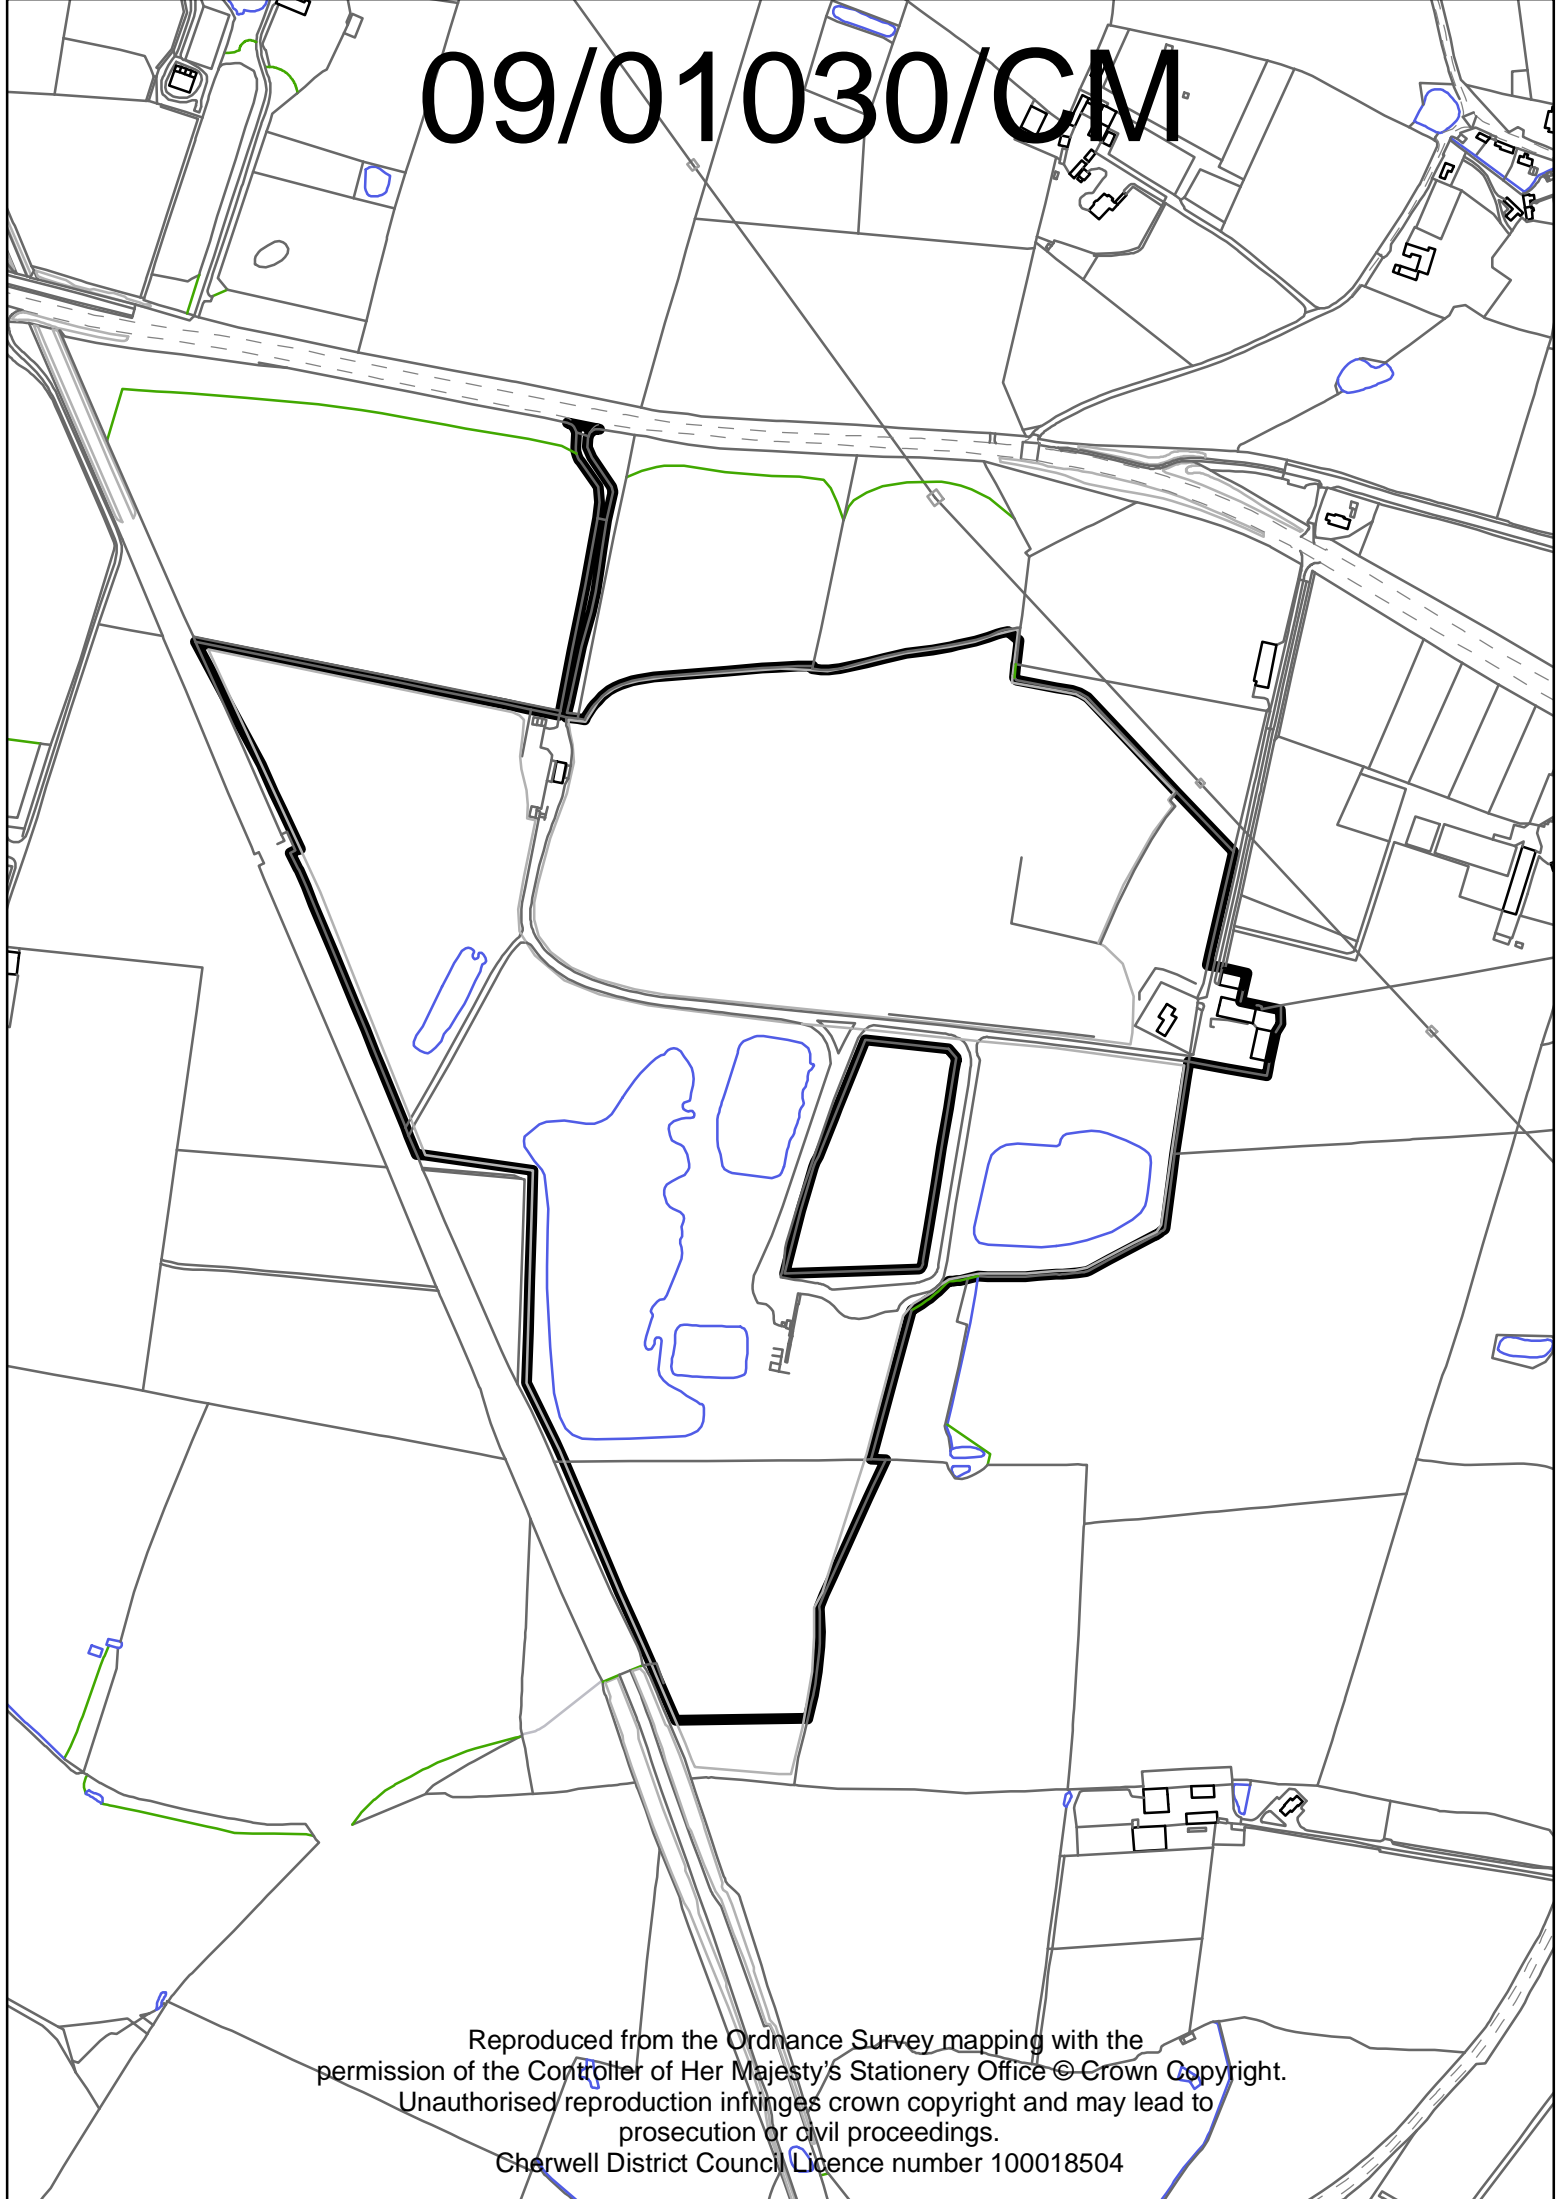 09/01030/CM
Reproduced from the Ordnance Survey mapping with the
permission of the Controller of Her Majesty's Stationery Office © Crown Copyright.
Unauthorised reproduction infringes crown copyright and may lead to
prosecution or civil proceedings.
Cherwell District Council Licence number 100018504